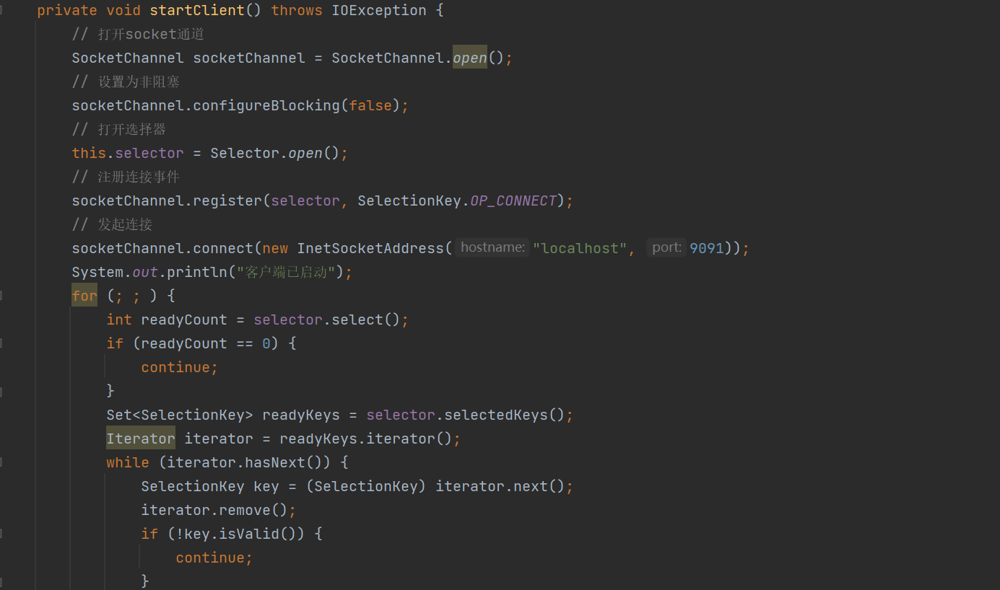 private void startClient() throws IOException {
// 打开socket通道
SocketChannel socketChannel = SocketChannel.open();
// 设置为非阻塞
socketChannel.configureBlocking(false);
// 打开选择器
this.selector = Selector.open();
// 注册连接事件
socketChannel.register(selector, SelectionKey.OP_CONNECT);
// 发起连接
socketChannel.connect(new InetSocketAddress( hostname: "localhost", port: 9091));
System.out.println("客户端已启动");
for (; ; ) {
int readyCount = selector.select();
if (readyCount == 0) {
continue;
}
Set<SelectionKey> readyKeys = selector.selectedKeys();
Iterator iterator = readyKeys.iterator();
while (iterator.hasNext()) {
SelectionKey key = (SelectionKey) iterator.next();
iterator.remove();
if (!key.isValid()) {
continue;
}